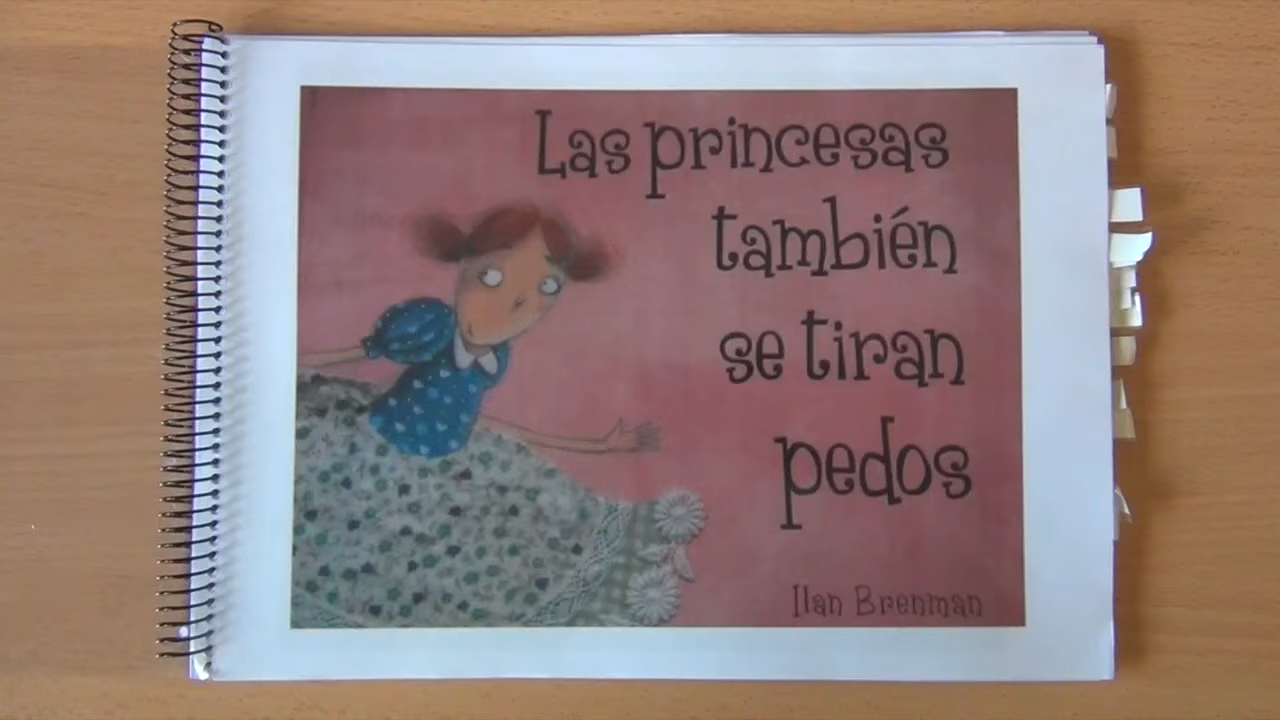 Las princesas
también
se tiran
pedos
Ilan Brenman